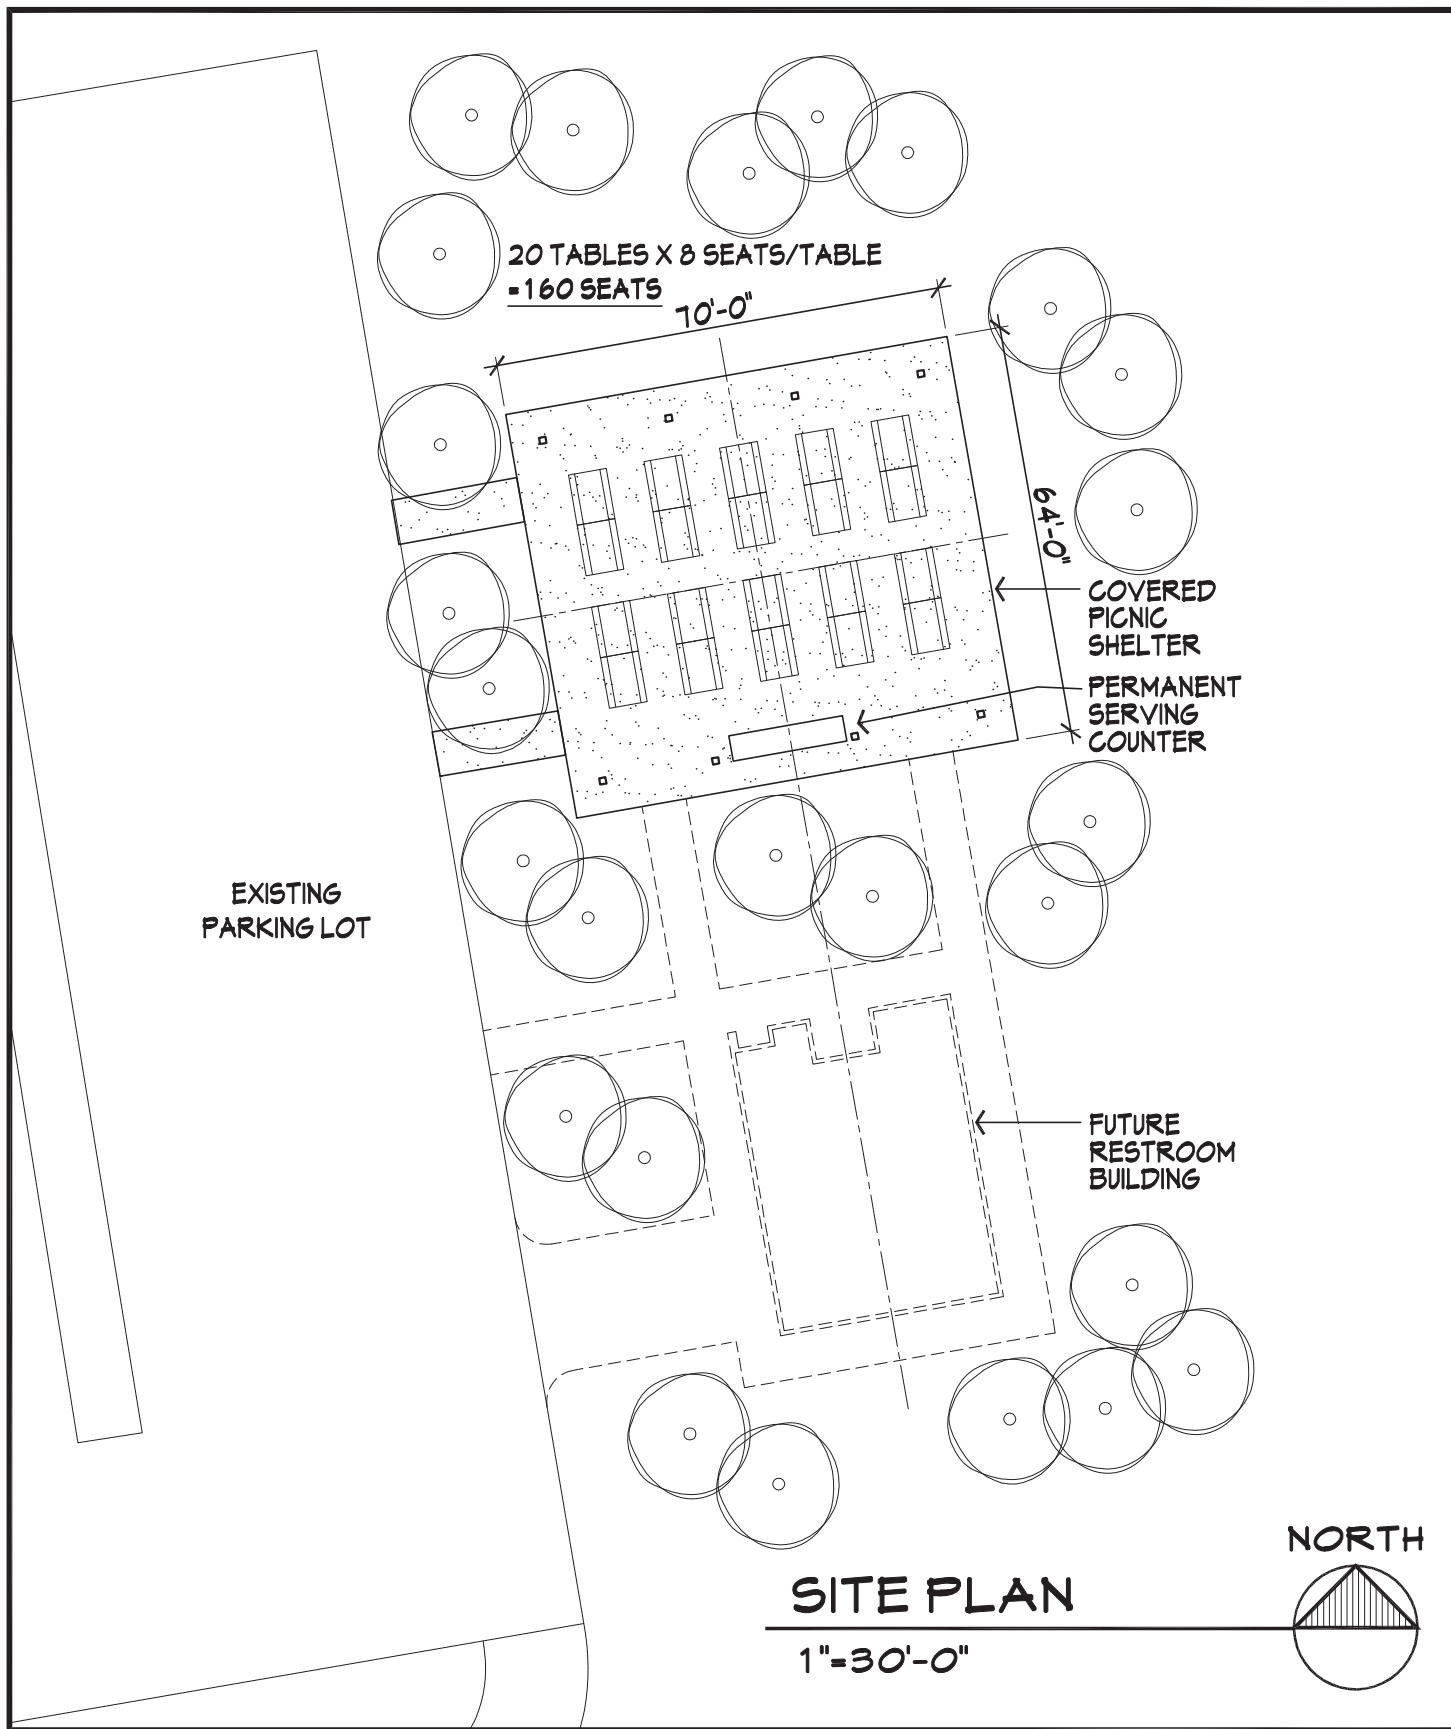 20 TABLES X 8 SEATS/TABLE
=160 SEATS
70'-0"
64'-0"
COVERED
PICNIC
SHELTER
PERMANENT
SERVING
COUNTER
EXISTING
PARKING LOT
FUTURE
RESTROOM
BUILDING
NORTH
SITE PLAN
1"=30'-0"